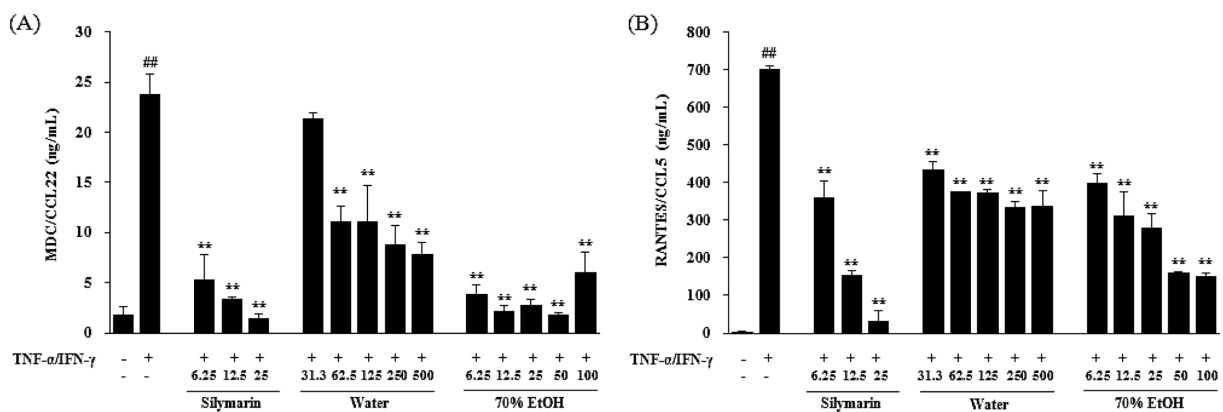 (A)
MDC/CCL22 (ng/mL)
30
25
20
15
10
5
0
##
** ** ** ** ** ** ** ** ** ** ** **
TNF-α/IFN-γ - + + + + + + + + + + + + + +
- - 6.25 12.5 25 31.3 62.5 125 250 500 6.25 12.5 25 50 100
Silymarin Water 70% EtOH
(B)
RANTES/CCL5 (ng/mL)
800
700
600
500
400
300
200
100
0
##
** ** ** ** ** ** ** ** ** ** ** ** **
TNF-α/IFN-γ - + + + + + + + + + + + + + +
- - 6.25 12.5 25 31.3 62.5 125 250 500 6.25 12.5 25 50 100
Silymarin Water 70% EtOH